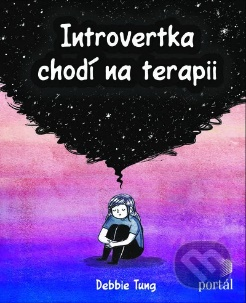 Introvertka
chodí na terapii
Debbie Tung
portál